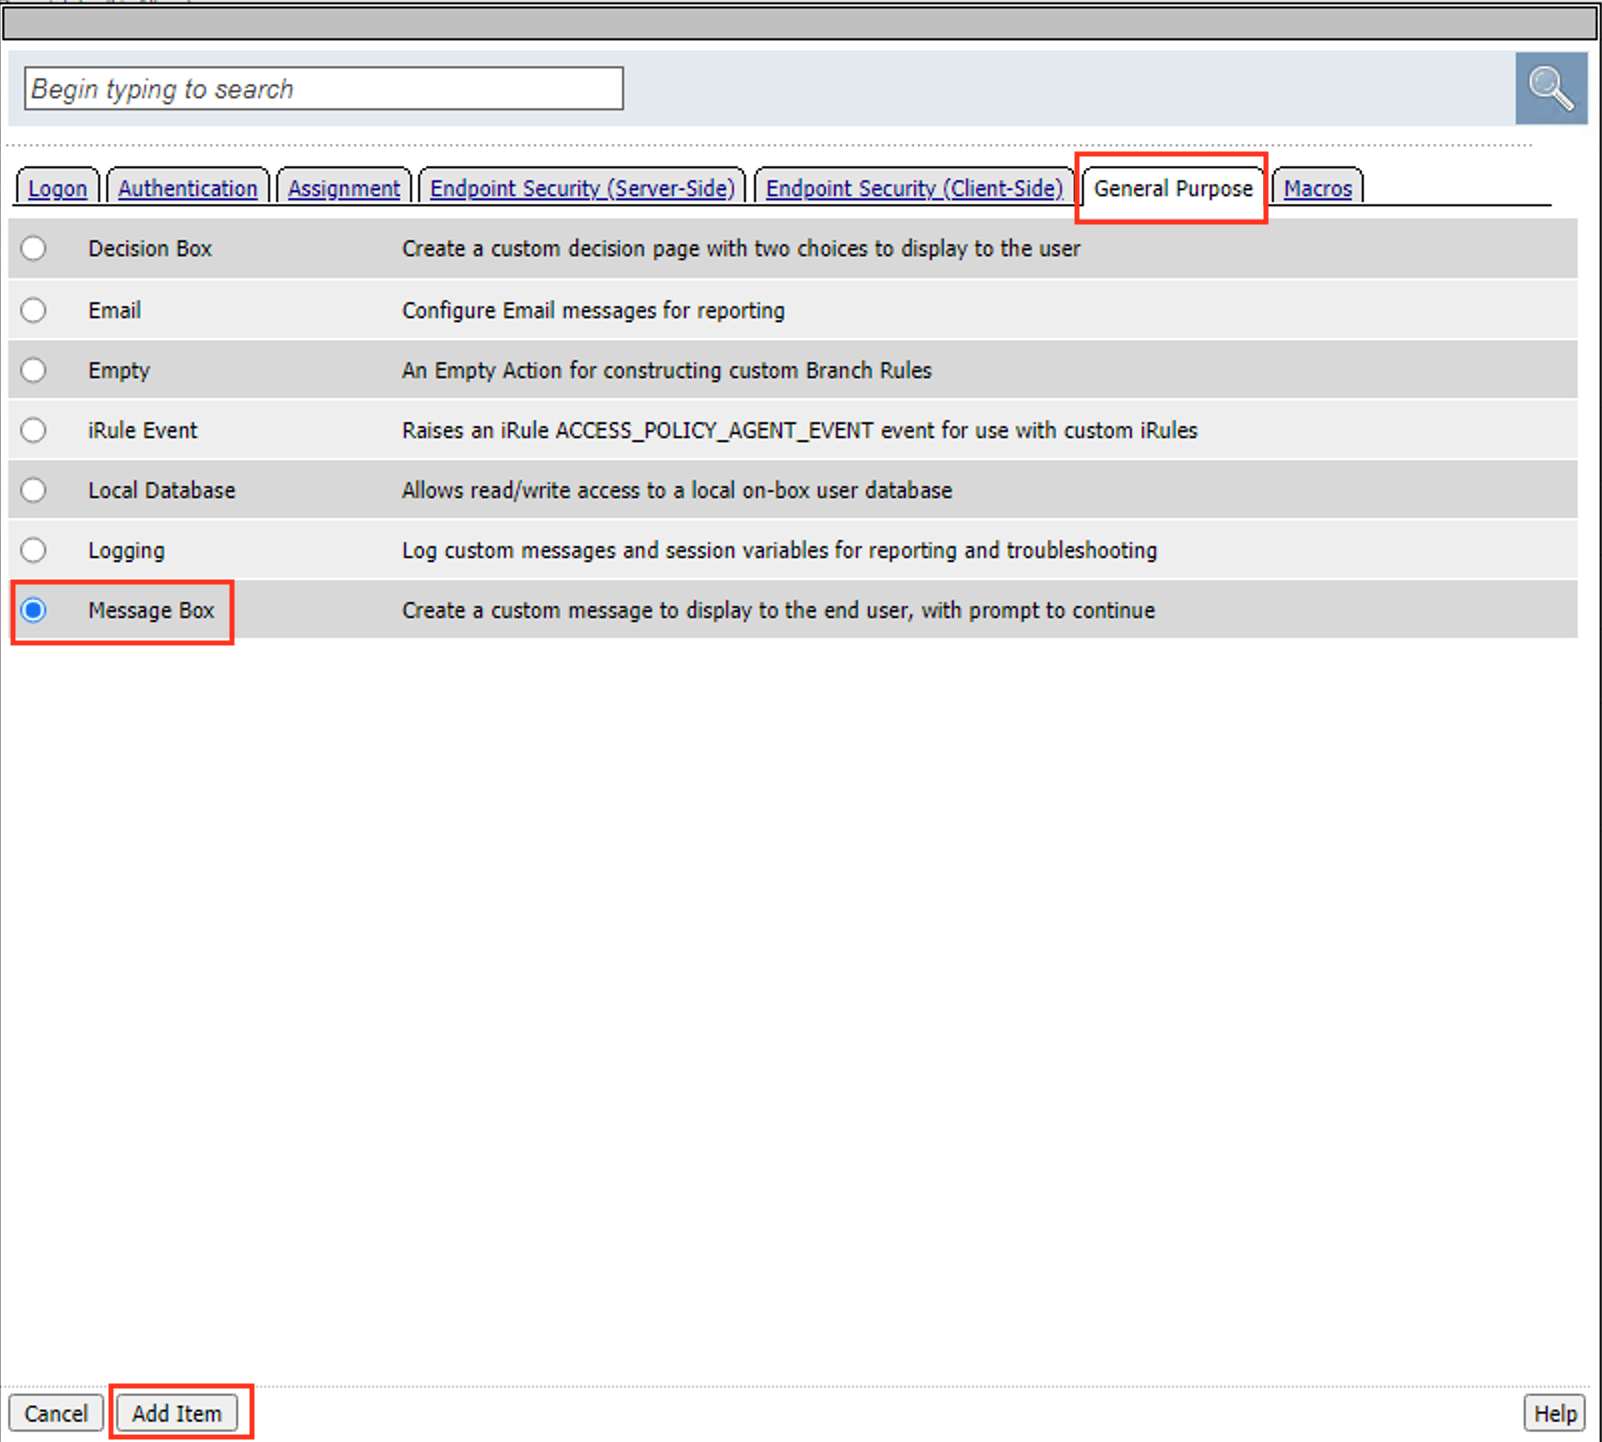 Begin typing to search
Logon Authentication Assignment Endpoint Security (Server-Side) Endpoint Security (Client-Side) General Purpose Macros
Decision Box Create a custom decision page with two choices to display to the user
Email Configure Email messages for reporting
Empty An Empty Action for constructing custom Branch Rules
iRule Event Raises an iRule ACCESS_POLICY_AGENT_EVENT event for use with custom iRules
Local Database Allows read/write access to a local on-box user database
Logging Log custom messages and session variables for reporting and troubleshooting
Message Box Create a custom message to display to the end user, with prompt to continue
Cancel Add Item Help